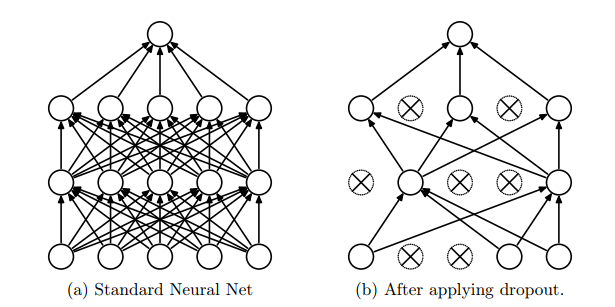 (a) Standard Neural Net
(b) After applying dropout.